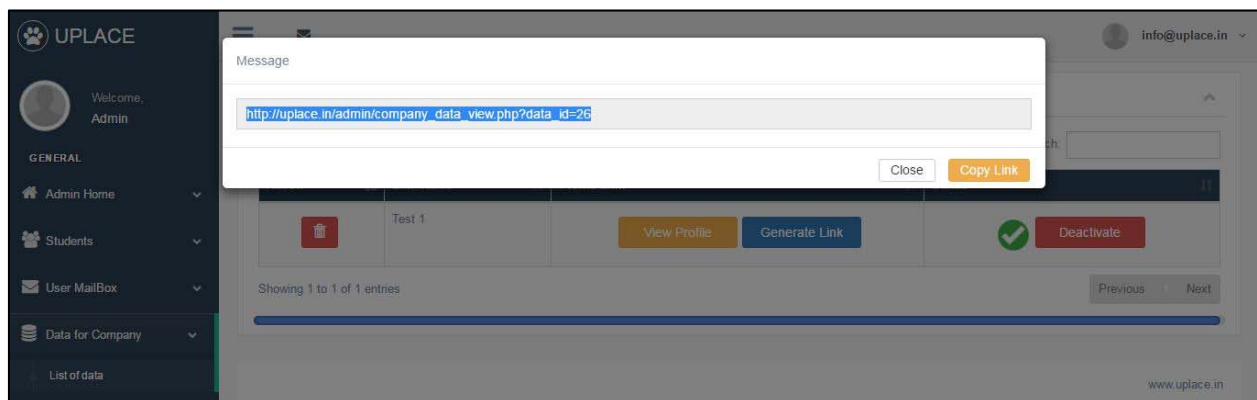 UPLACE
info@uplace.in
Message
Welcome,
Admin
http://uplace.in/admin/company_data_view.php?data_id=26
GENERAL
Close
Copy Link
Admin Home
Test 1
View Profile
Generate Link
Deactivate
Students
User MailBox
Showing 1 to 1 of 1 entries
Previous
1
Next
Data for Company
List of data
www.uplace.in